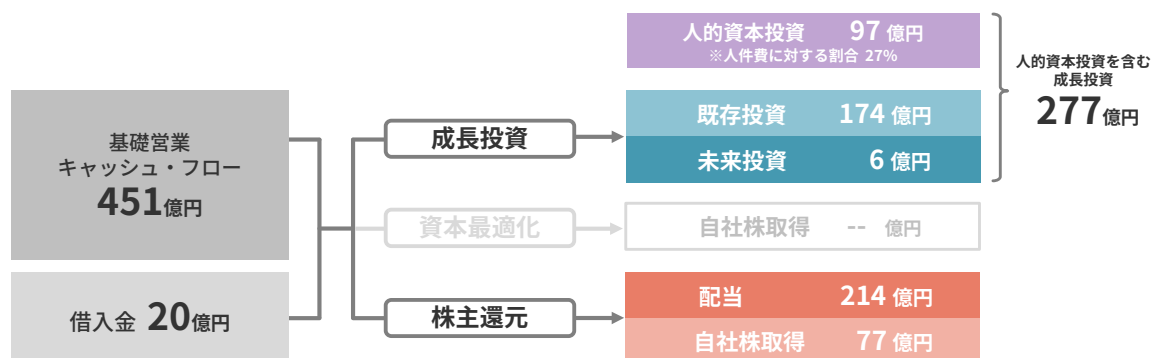 人的資本投資 97 億円
※人件費に対する割合 27%
人的資本投資を含む
成長投資
277億円
基礎営業
キャッシュ・フロー
451億円
成長投資
既存投資 174 億円
未来投資 6 億円
資本最適化
自社株取得 -- 億円
借入金 20億円
株主還元
配当 214 億円
自社株取得 77 億円